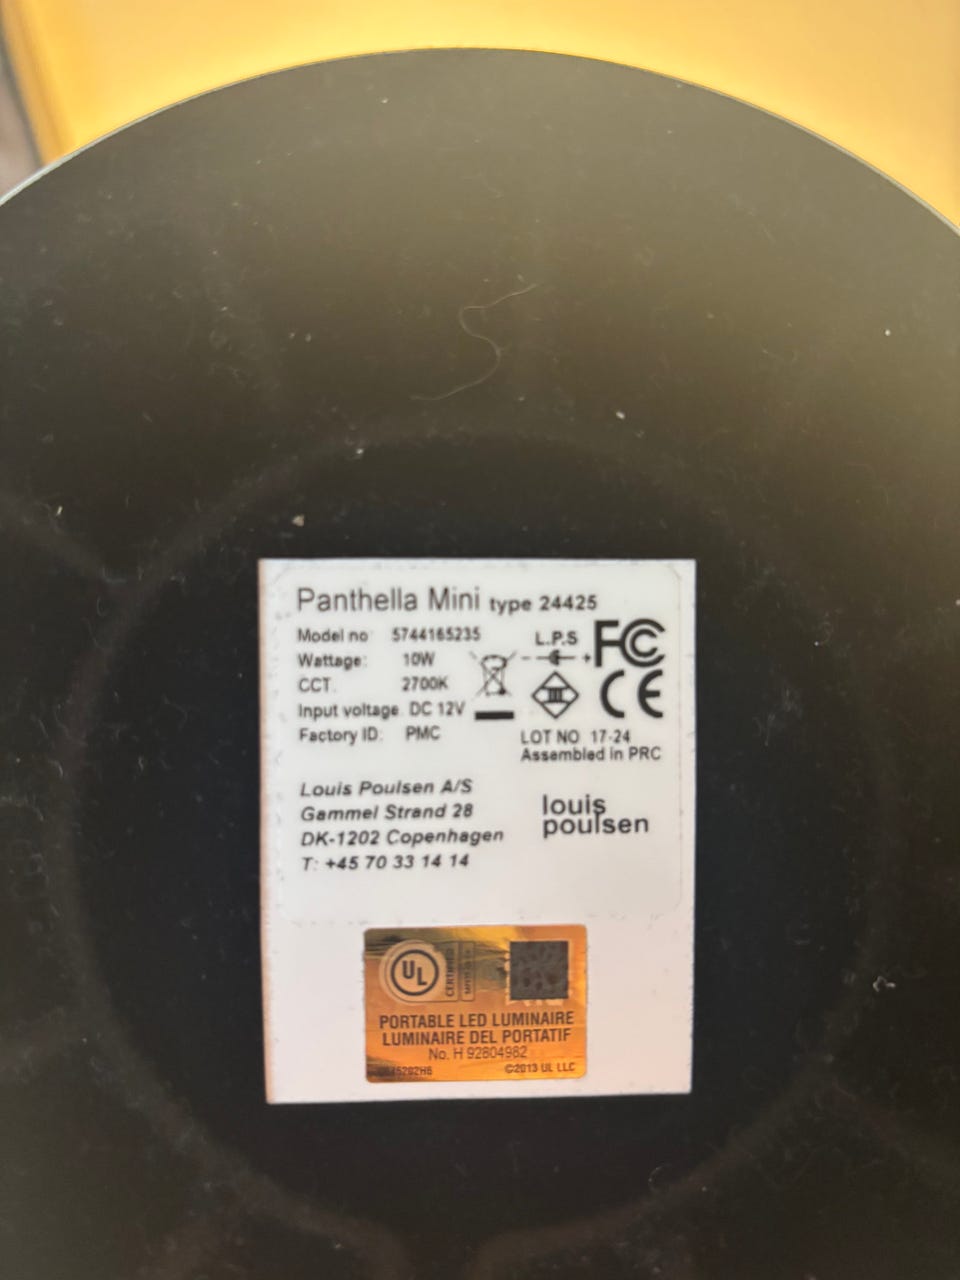 Panthella Mini type 24425
Model no: 5744165235
Wattage: 10W
CCT: 2700K
Input voltage: DC 12V
Factory ID: PMC
L.P.S
- +
FC
III
CE
LOT NO 17-24
Assembled in PRC
Louis Poulsen A/S
Gammel Strand 28
DK-1202 Copenhagen
T: +45 70 33 14 14
louis
poulsen
UL
CERTIFIED
PORTABLE LED LUMINAIRE
LUMINAIRE DEL PORTATIF
No. H 92804982
©2013 UL LLC